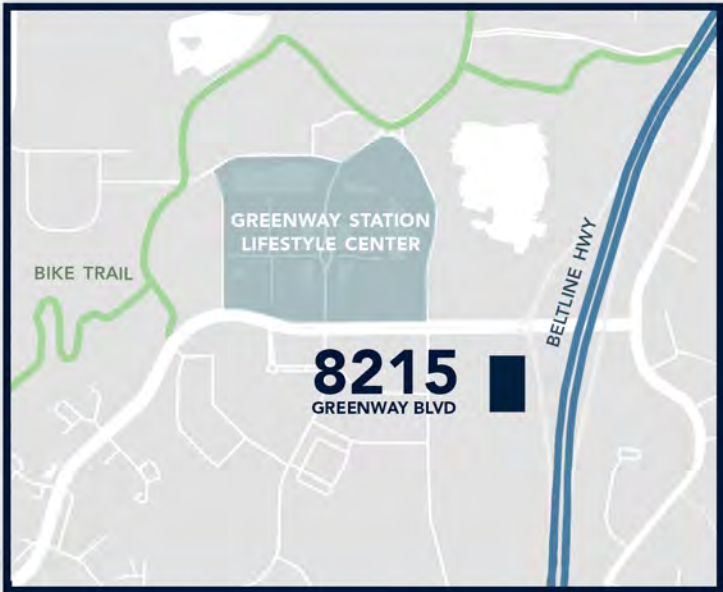 GREENWAY STATION
LIFESTYLE CENTER
BIKE TRAIL
BELTLINE HWY
8215
GREENWAY BLVD